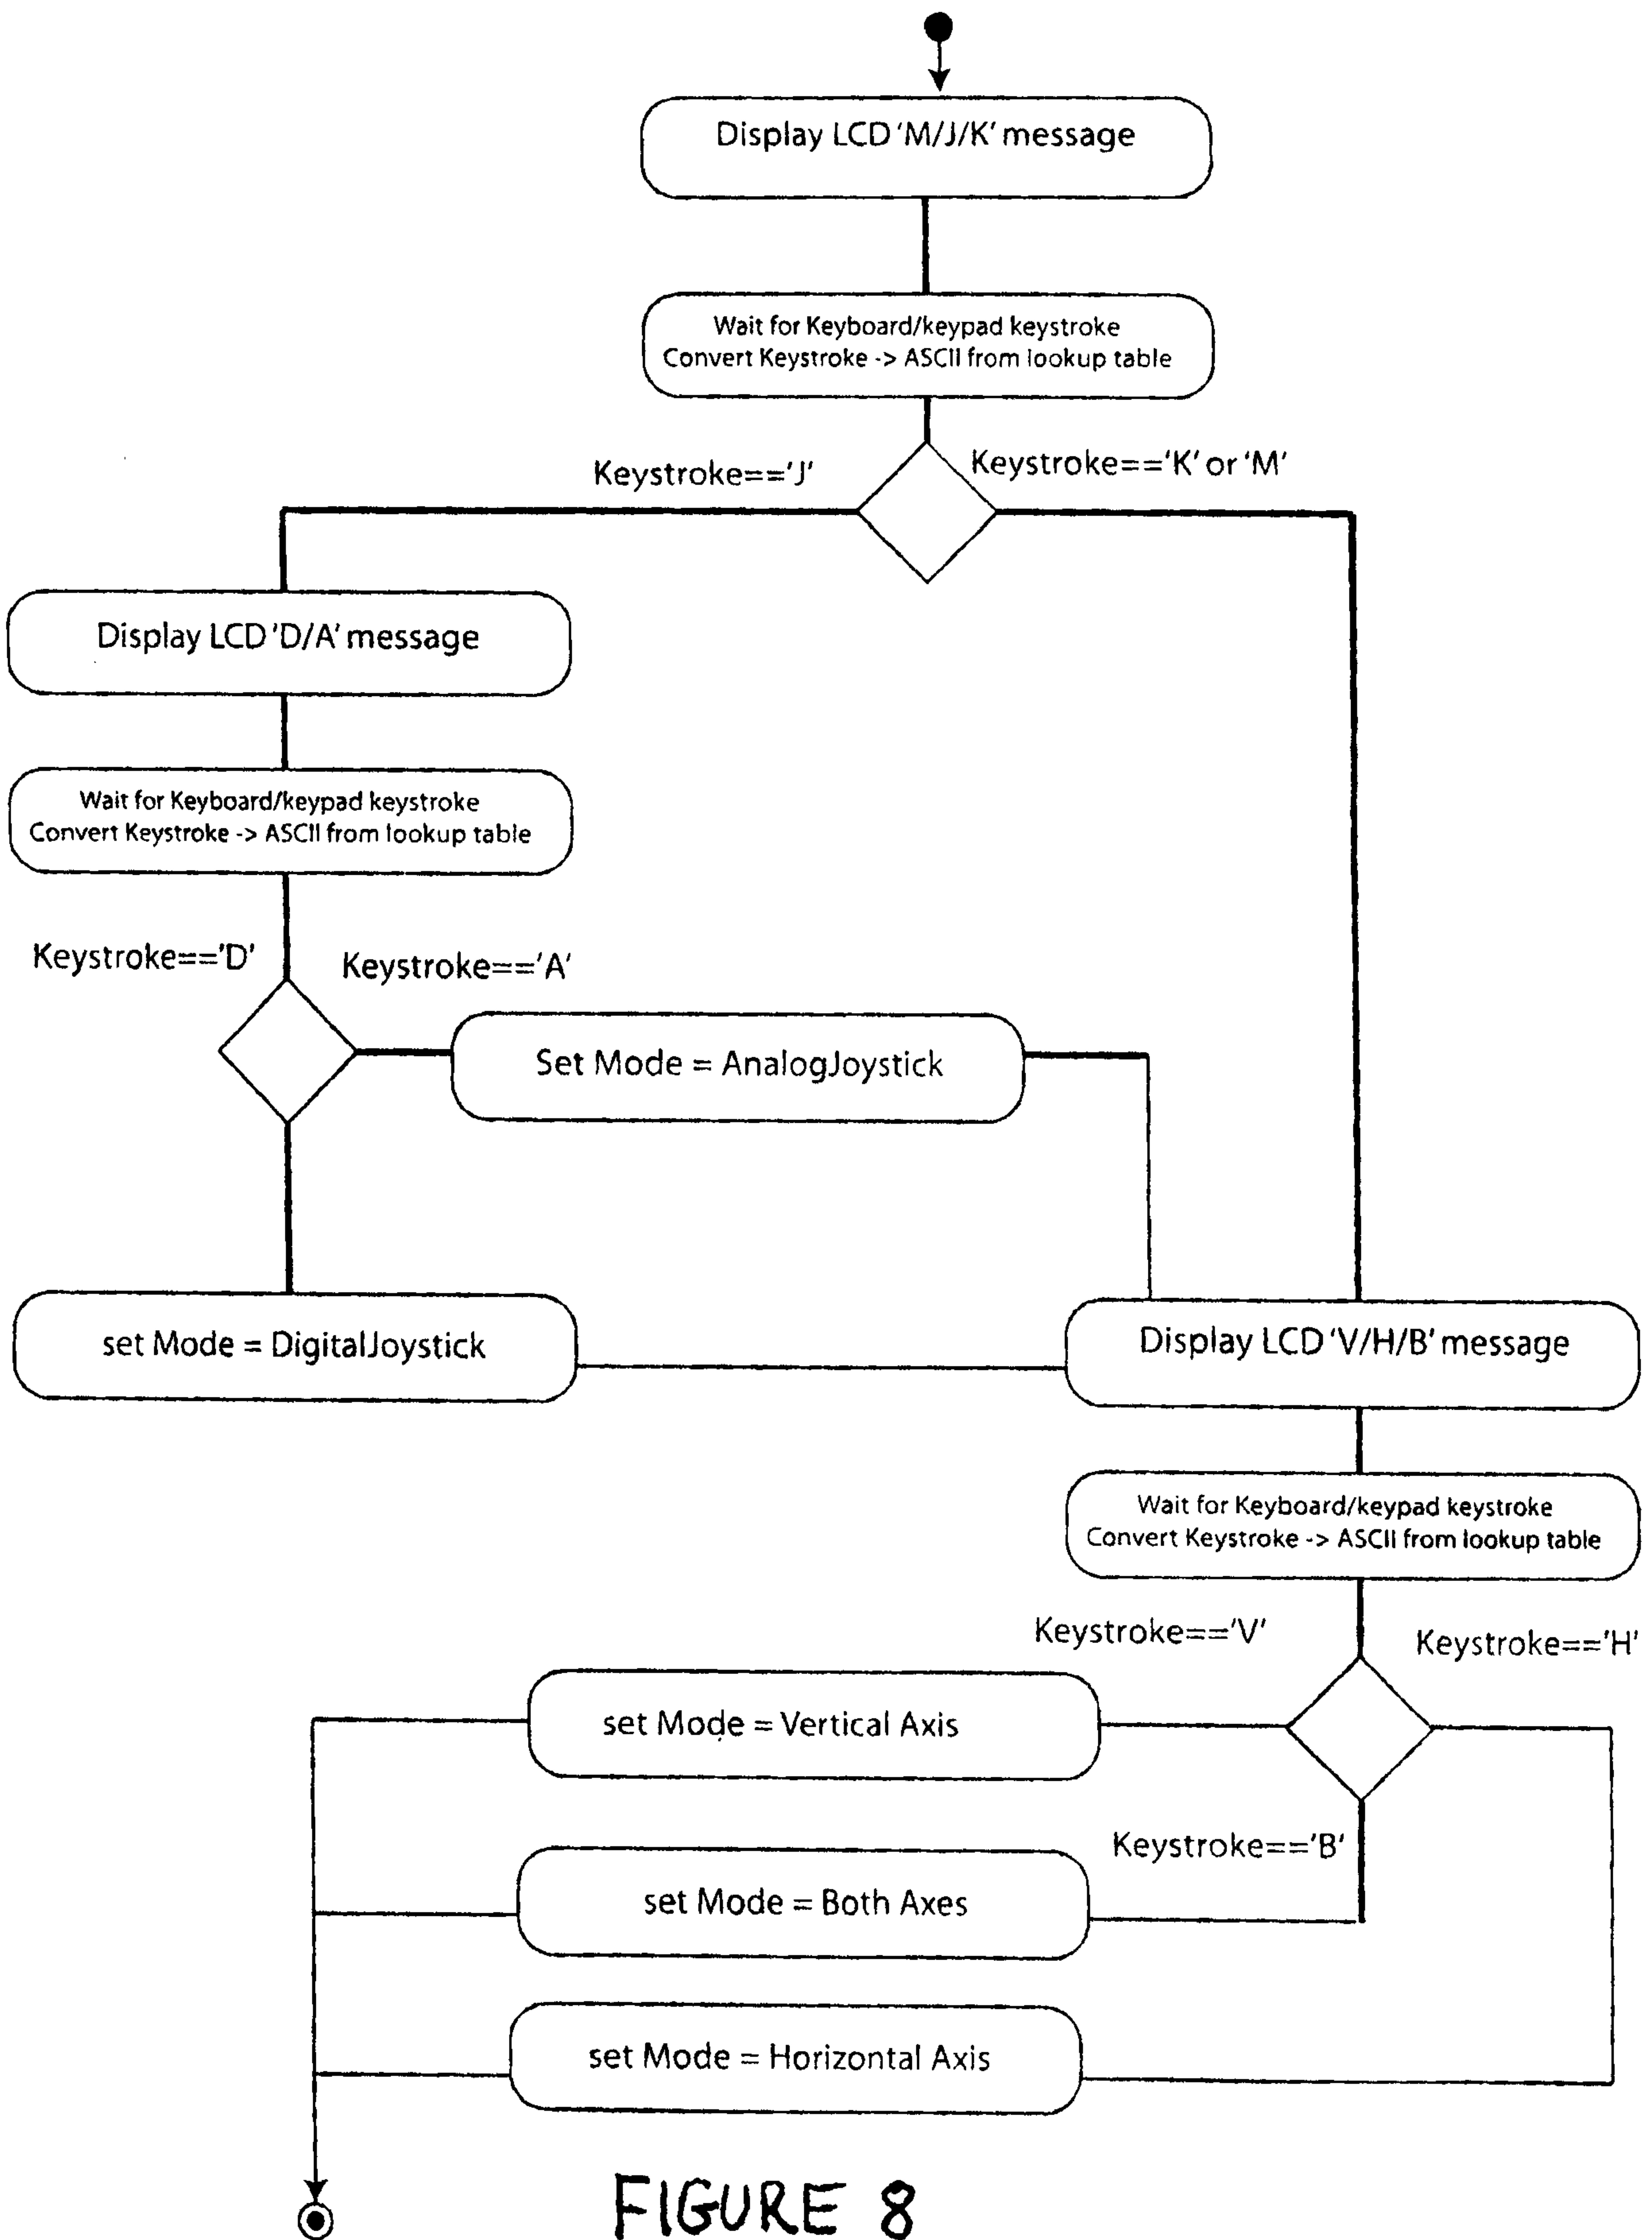 Display LCD 'M/J/K' message
Wait for Keyboard/keypad keystroke
Convert Keystroke -> ASCII from lookup table
Keystroke=='J'
Keystroke=='K' or 'M'
Display LCD 'D/A' message
Wait for Keyboard/keypad keystroke
Convert Keystroke -> ASCII from lookup table
Keystroke=='D'
Keystroke=='A'
Set Mode = AnalogJoystick
set Mode = DigitalJoystick
Display LCD 'V/H/B' message
Wait for Keyboard/keypad keystroke
Convert Keystroke -> ASCII from lookup table
Keystroke=='V'
Keystroke=='H'
set Mode = Vertical Axis
Keystroke=='B'
set Mode = Both Axes
set Mode = Horizontal Axis
FIGURE 8